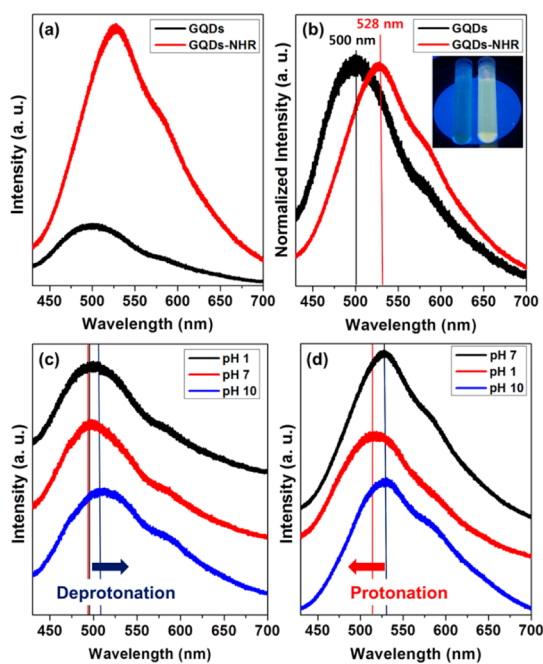 (a)
GQDs
GQDs-NHR
Intensity (a. u.)
450 500 550 600 650 700
Wavelength (nm)
(b)
GQDs
GQDs-NHR
528 nm
500 nm
Normalized Intensity
450 500 550 600 650 700
Wavelength (nm)
(c)
pH 1
pH 7
pH 10
Intensity (a. u.)
Deprotonation
450 500 550 600 650 700
Wavelength (nm)
(d)
pH 7
pH 1
pH 10
Intensity (a. u.)
Protonation
450 500 550 600 650 700
Wavelength (nm)